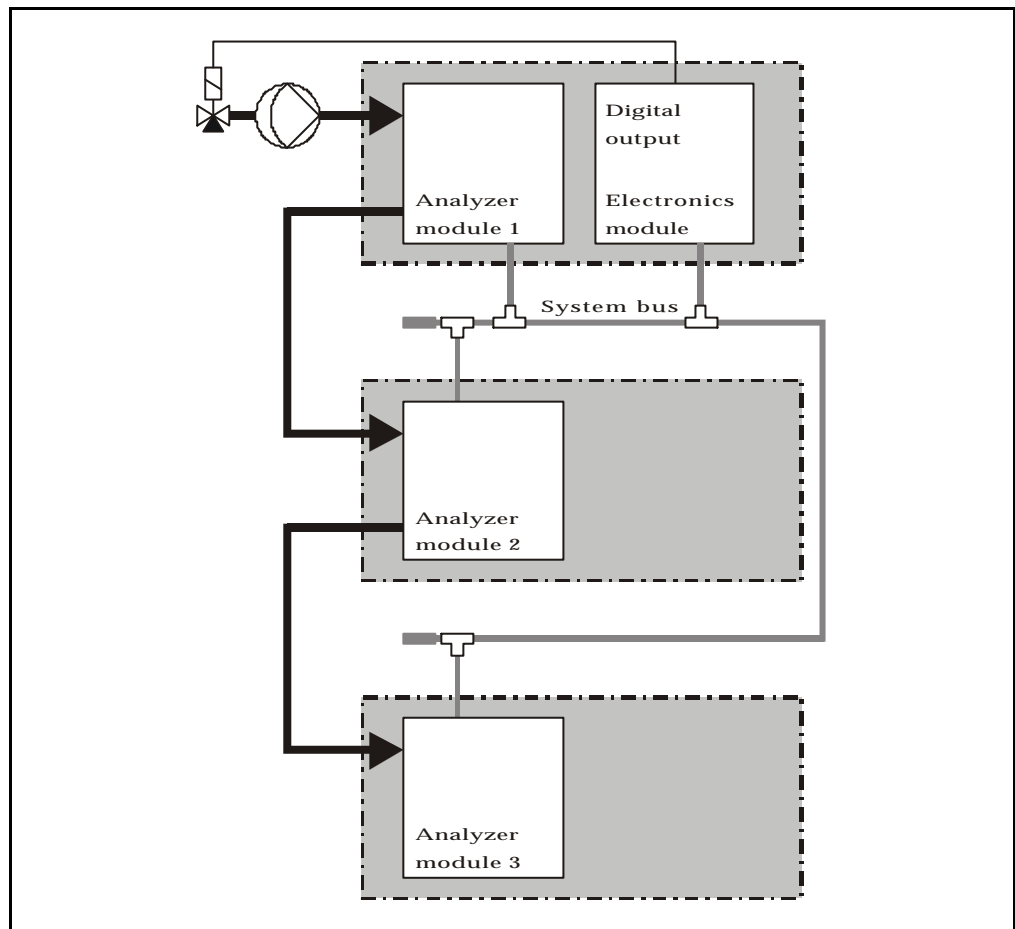 Digital
output
Analyzer
module 1
Electronics
module
System bus
Analyzer
module 2
Analyzer
module 3